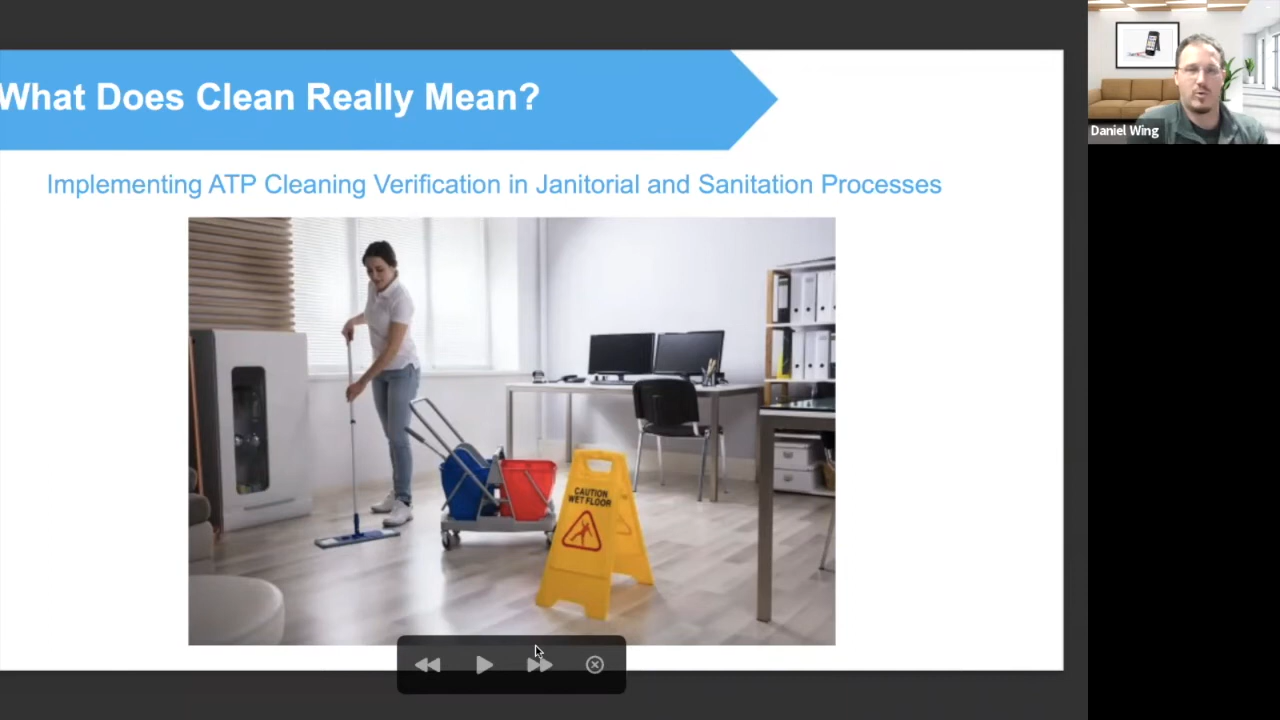 What Does Clean Really Mean?
Implementing ATP Cleaning Verification in Janitorial and Sanitation Processes
CAUTION
WET FLOOR
Daniel Wing